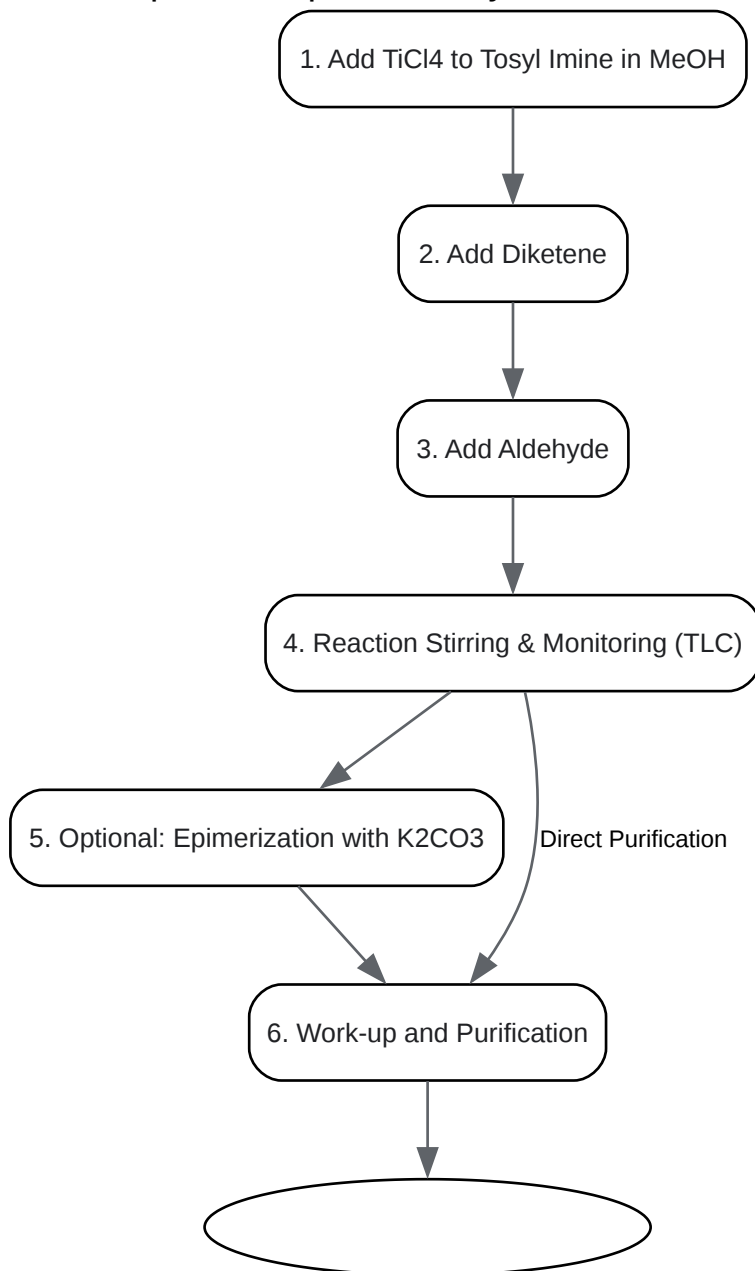 1. Add TiCl4 to Tosyl Imine in MeOH
2. Add Diketene
3. Add Aldehyde
4. Reaction Stirring & Monitoring (TLC)
5. Optional: Epimerization with K2CO3
Direct Purification
6. Work-up and Purification